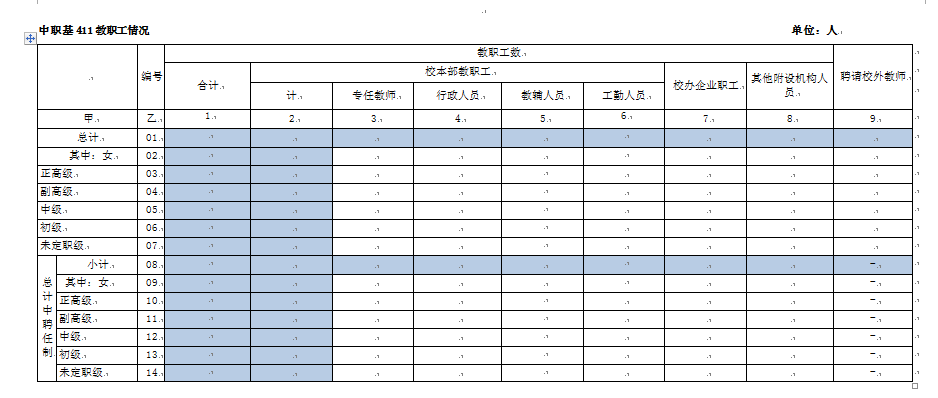 中职基 411 教职工情况 单位：人
编号 教职工数 聘请校外教师
合计 校本部教职工 校办企业职工 其他附设机构人员
计 专任教师 行政人员 教辅人员 工勤人员
甲 乙 1 2 3 4 5 6 7 8 9
总计 01
其中：女 02
正高级 03
副高级 04
中级 05
初级 06
未定职级 07
总计中聘任制
小计 08 －
其中：女 09 －
正高级 10 －
副高级 11 －
中级 12 －
初级 13 －
未定职级 14 －